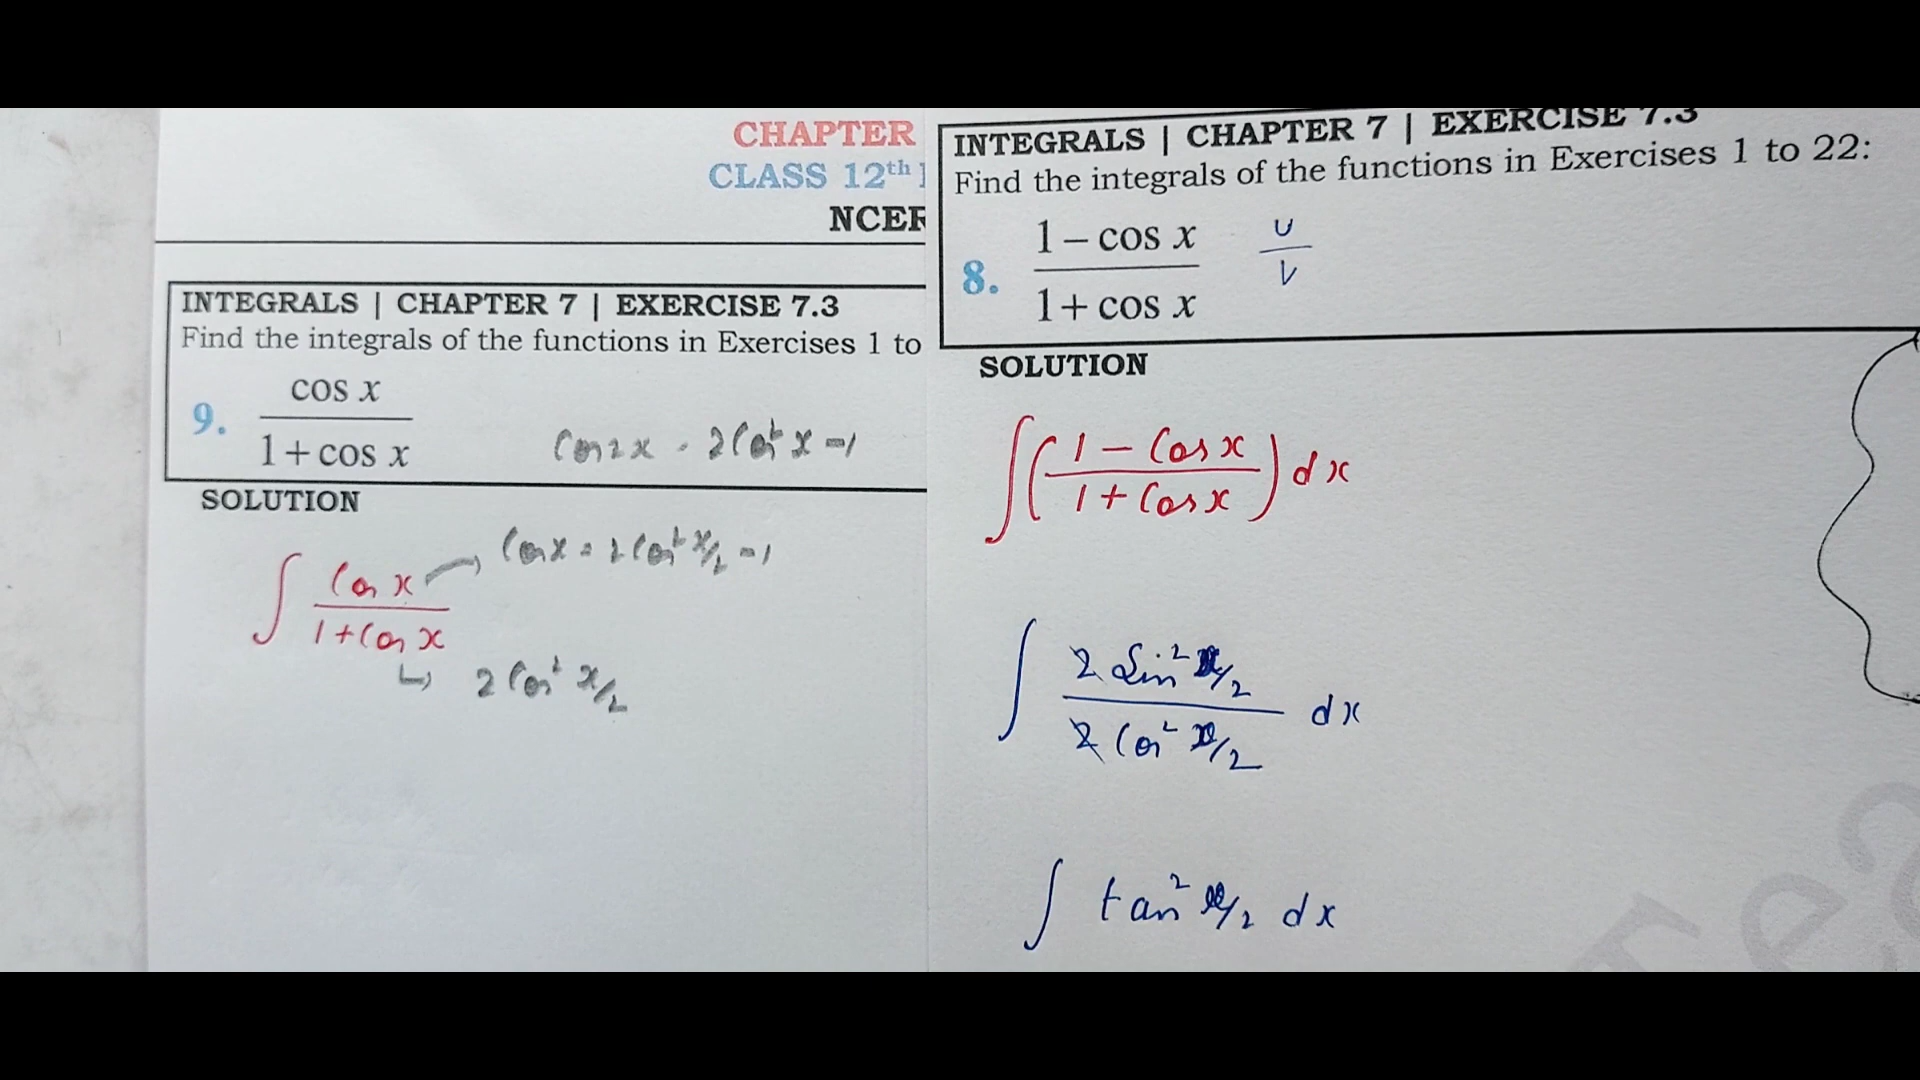 CHAPTER
CLASS 12th
NCER
INTEGRALS | CHAPTER 7 | EXERCISE 7.3
Find the integrals of the functions in Exercises 1 to
9. cos x
1 + cos x
Cos2x = 2Cos² x - 1
SOLUTION
∫ Cos x
1 + Cos x
Cosx = 2Cos² x/2 - 1
↳ 2Cos² x/2
INTEGRALS | CHAPTER 7 | EXERCISE 7.3
Find the integrals of the functions in Exercises 1 to 22:
8. 1 – cos x
1 + cos x
u
v
SOLUTION
∫ (1 – Cos x
1 + Cos x) dx
∫ 2 Sin² x/2
2 Cos² x/2 dx
∫ tan² x/2 dx